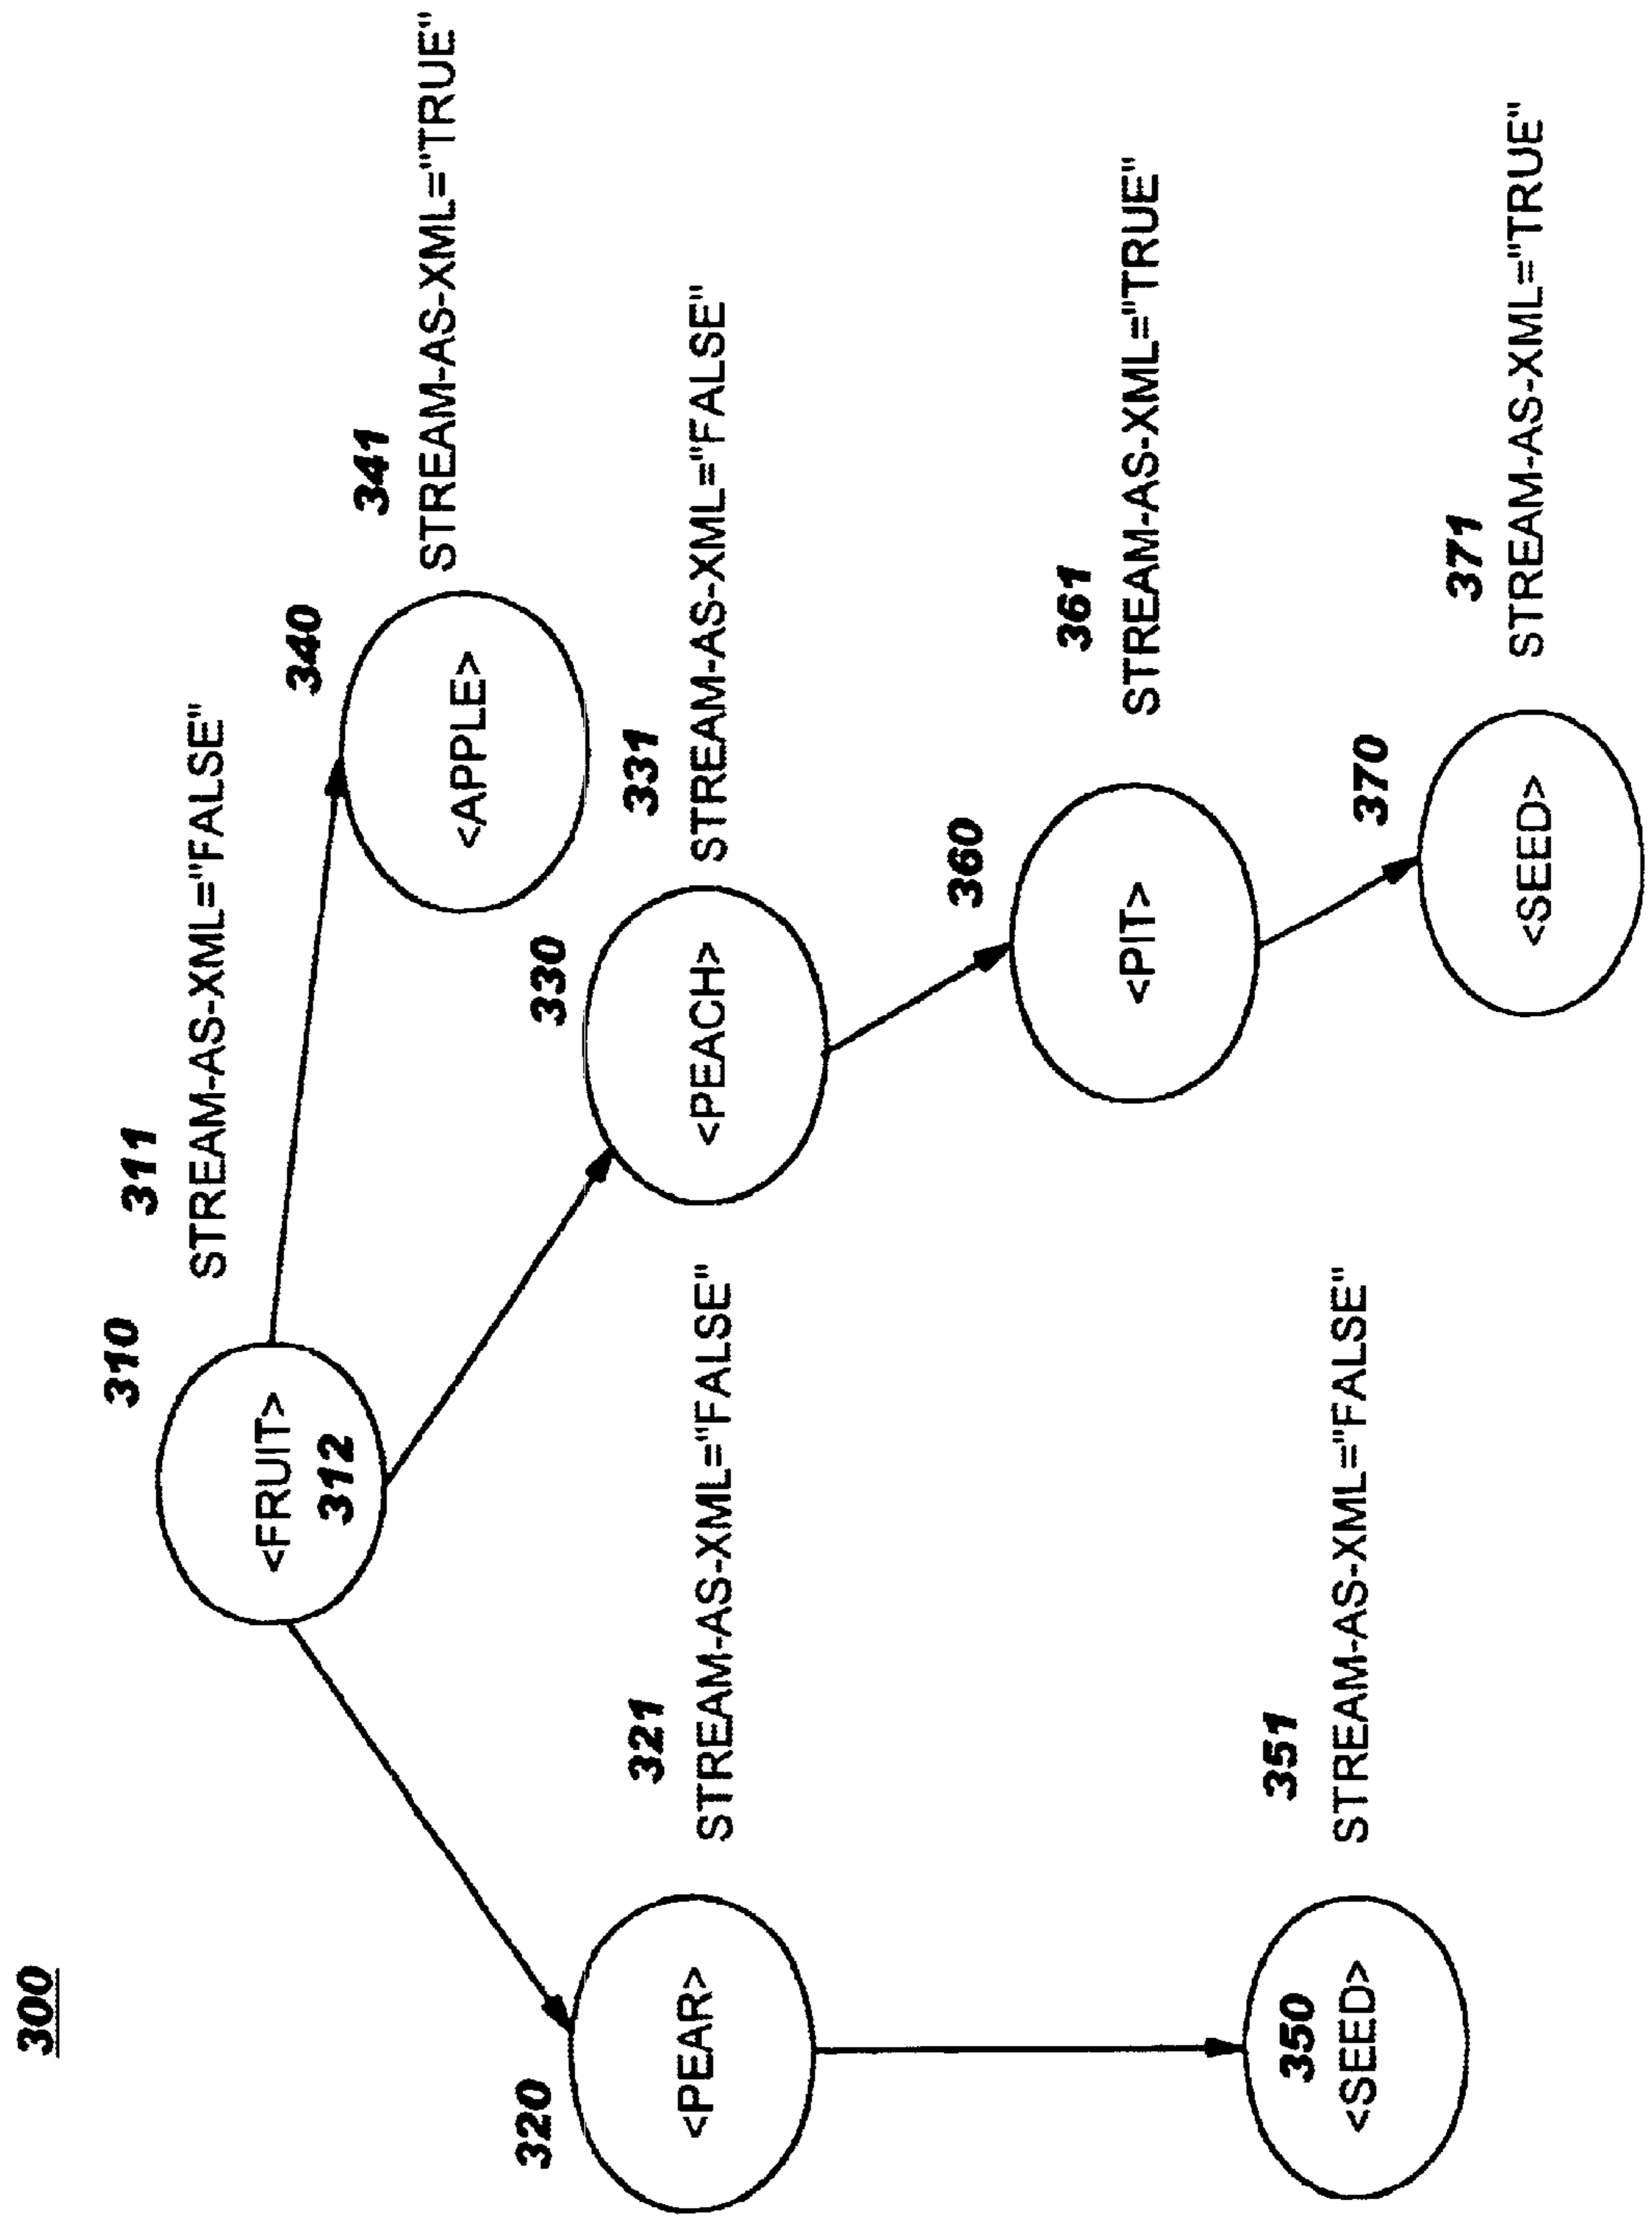 300
310
311
STREAM-AS-XML="FALSE"
<FRUIT>
312
340
341
STREAM-AS-XML="TRUE"
<APPLE>
320
321
STREAM-AS-XML="FALSE"
<PEAR>
330
331
STREAM-AS-XML="FALSE"
<PEACH>
360
361
STREAM-AS-XML="TRUE"
<PIT>
350
<SEED>
351
STREAM-AS-XML="FALSE"
370
371
STREAM-AS-XML="TRUE"
<SEED>